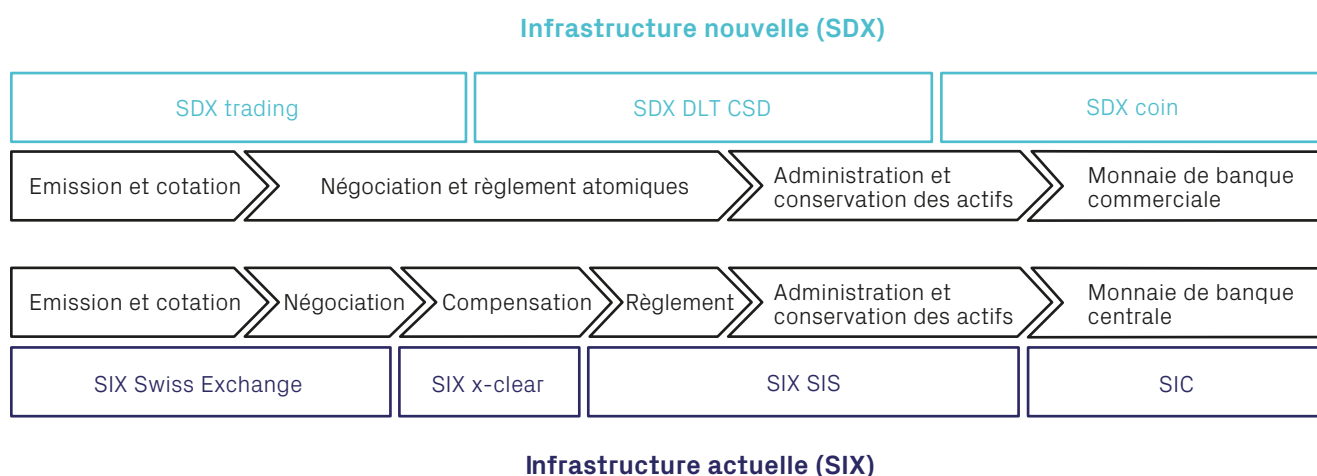 Infrastructure nouvelle (SDX)
SDX trading
SDX DLT CSD
SDX coin
Emission et cotation
Négociation et règlement atomiques
Administration et
conservation des actifs
Monnaie de banque
commerciale
Emission et cotation
Négociation
Compensation
Règlement
Administration et
conservation des actifs
Monnaie de banque
centrale
SIX Swiss Exchange
SIX x-clear
SIX SIS
SIC
Infrastructure actuelle (SIX)